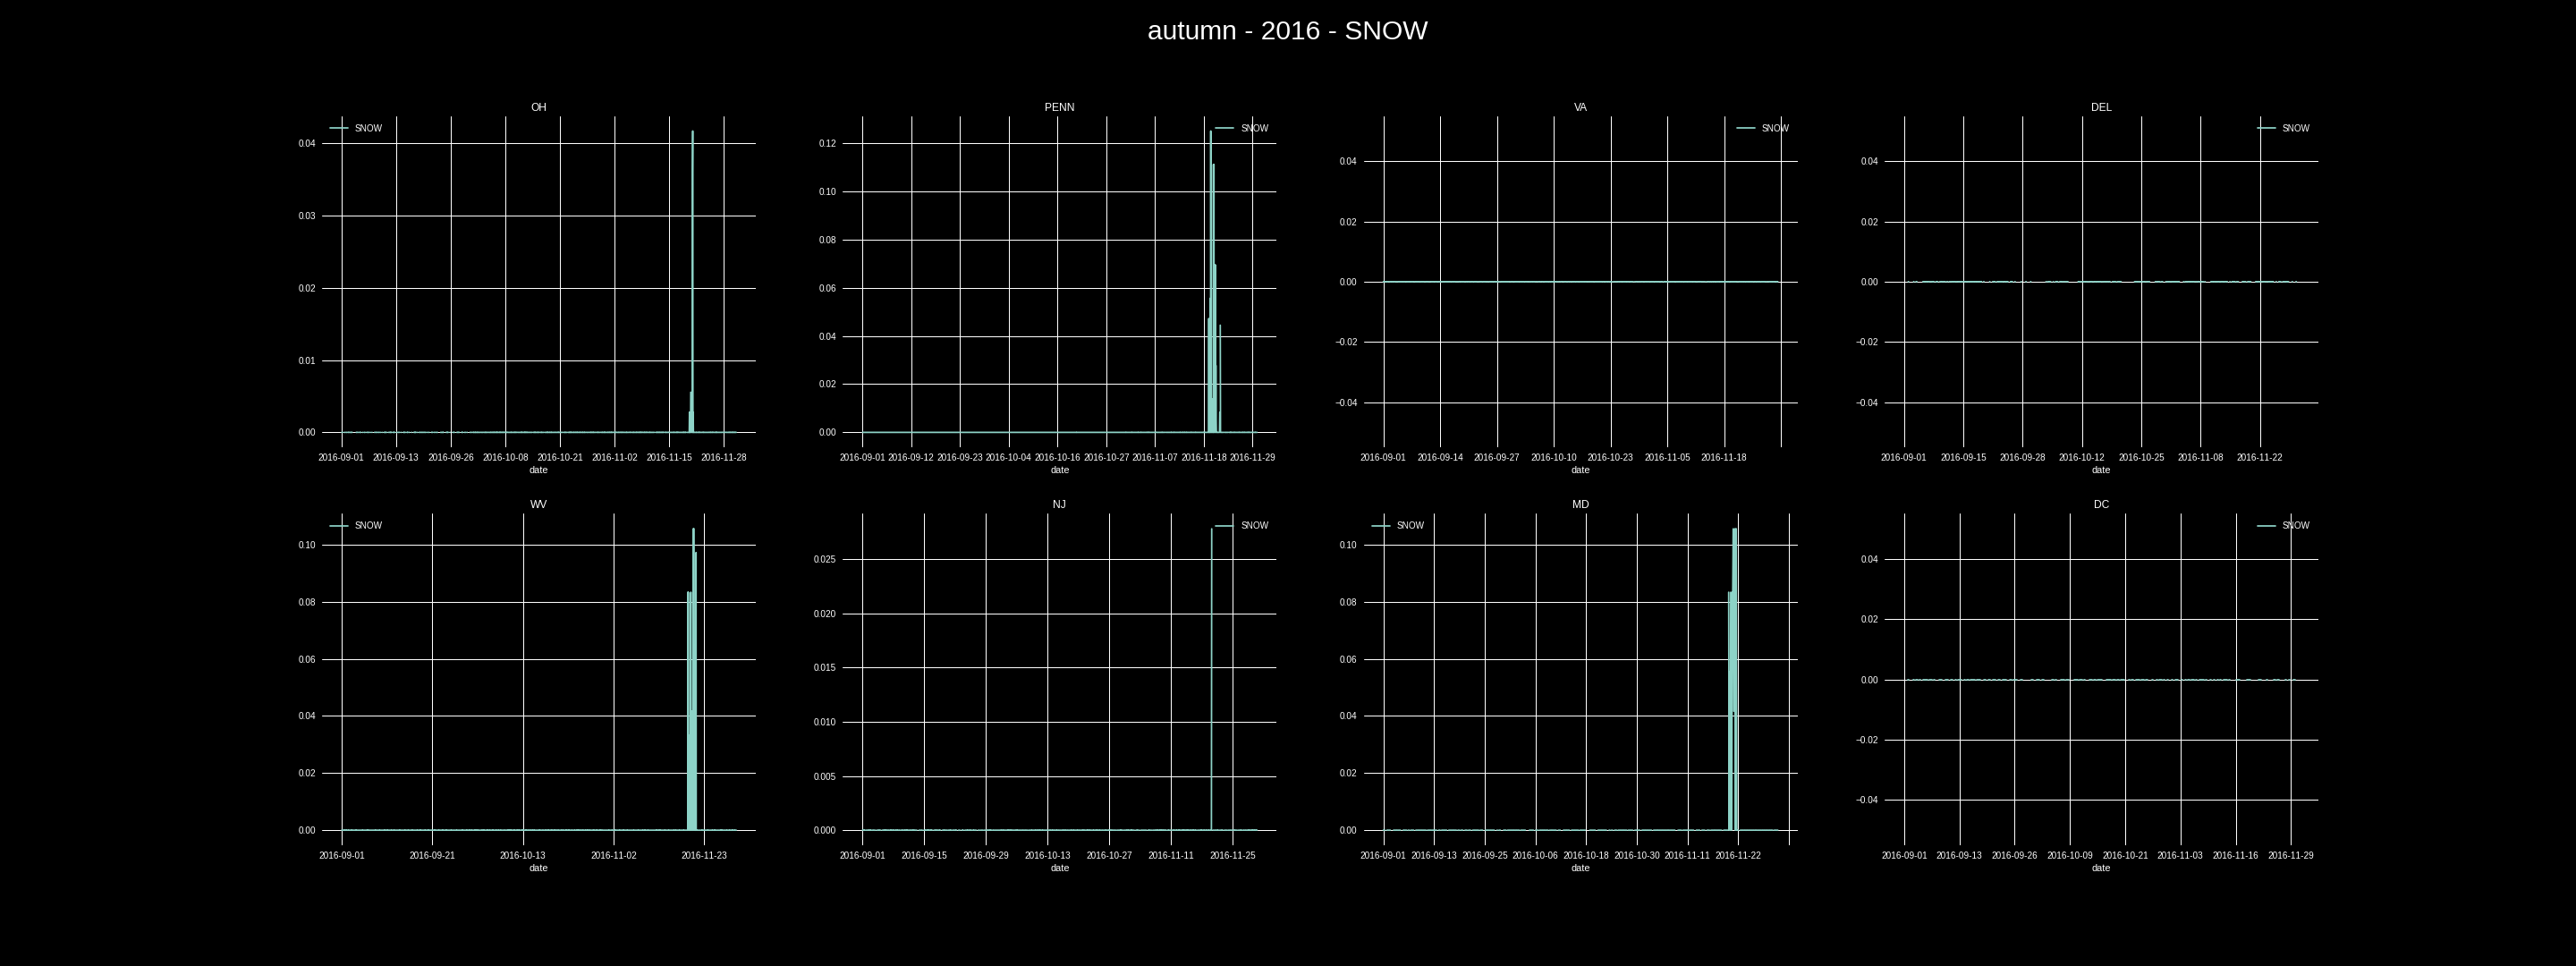 autumn - 2016 - SNOW
OH
SNOW
0.04
0.03
0.02
0.01
0.00
2016-09-01 2016-09-13 2016-09-26 2016-10-08 2016-10-21 2016-11-02 2016-11-15 2016-11-28
date
PENN
SNOW
0.12
0.10
0.08
0.06
0.04
0.02
0.00
2016-09-01 2016-09-12 2016-09-23 2016-10-04 2016-10-16 2016-10-27 2016-11-07 2016-11-18 2016-11-29
date
VA
SNOW
0.04
0.02
0.00
−0.02
−0.04
2016-09-01 2016-09-14 2016-09-27 2016-10-10 2016-10-23 2016-11-05 2016-11-18
date
DEL
SNOW
0.04
0.02
0.00
−0.02
−0.04
2016-09-01 2016-09-15 2016-09-28 2016-10-12 2016-10-25 2016-11-08 2016-11-22
date
WV
SNOW
0.10
0.08
0.06
0.04
0.02
0.00
2016-09-01 2016-09-21 2016-10-13 2016-11-02 2016-11-23
date
NJ
SNOW
0.025
0.020
0.015
0.010
0.005
0.000
2016-09-01 2016-09-15 2016-09-29 2016-10-13 2016-10-27 2016-11-11 2016-11-25
date
MD
SNOW
0.10
0.08
0.06
0.04
0.02
0.00
2016-09-01 2016-09-13 2016-09-25 2016-10-06 2016-10-18 2016-10-30 2016-11-11 2016-11-22
date
DC
SNOW
0.04
0.02
0.00
−0.02
−0.04
2016-09-01 2016-09-13 2016-09-26 2016-10-09 2016-10-21 2016-11-03 2016-11-16 2016-11-29
date